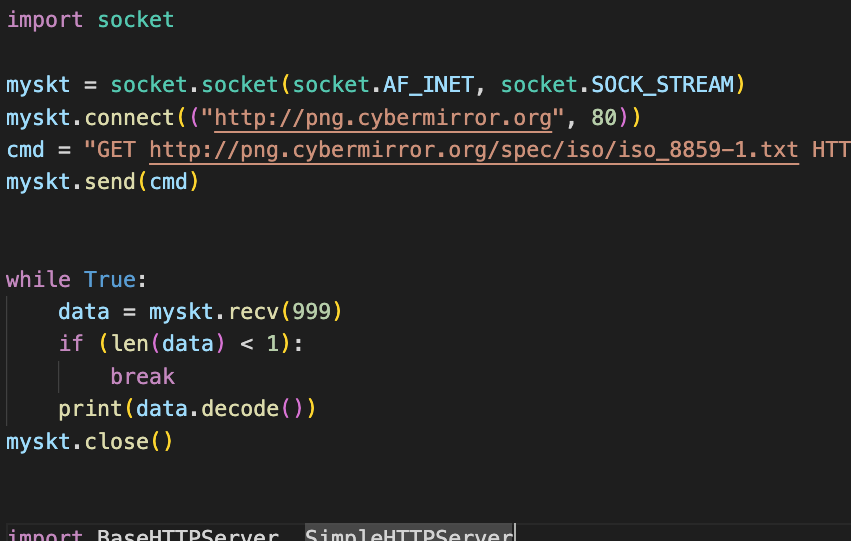 import socket
myskt = socket.socket(socket.AF_INET, socket.SOCK_STREAM)
myskt.connect(("http://png.cybermirror.org", 80))
cmd = "GET http://png.cybermirror.org/spec/iso/iso_8859-1.txt HTT
myskt.send(cmd)
while True:
    data = myskt.recv(999)
    if (len(data) < 1):
        break
    print(data.decode())
myskt.close()
import BaseHTTPServer, SimpleHTTPServer